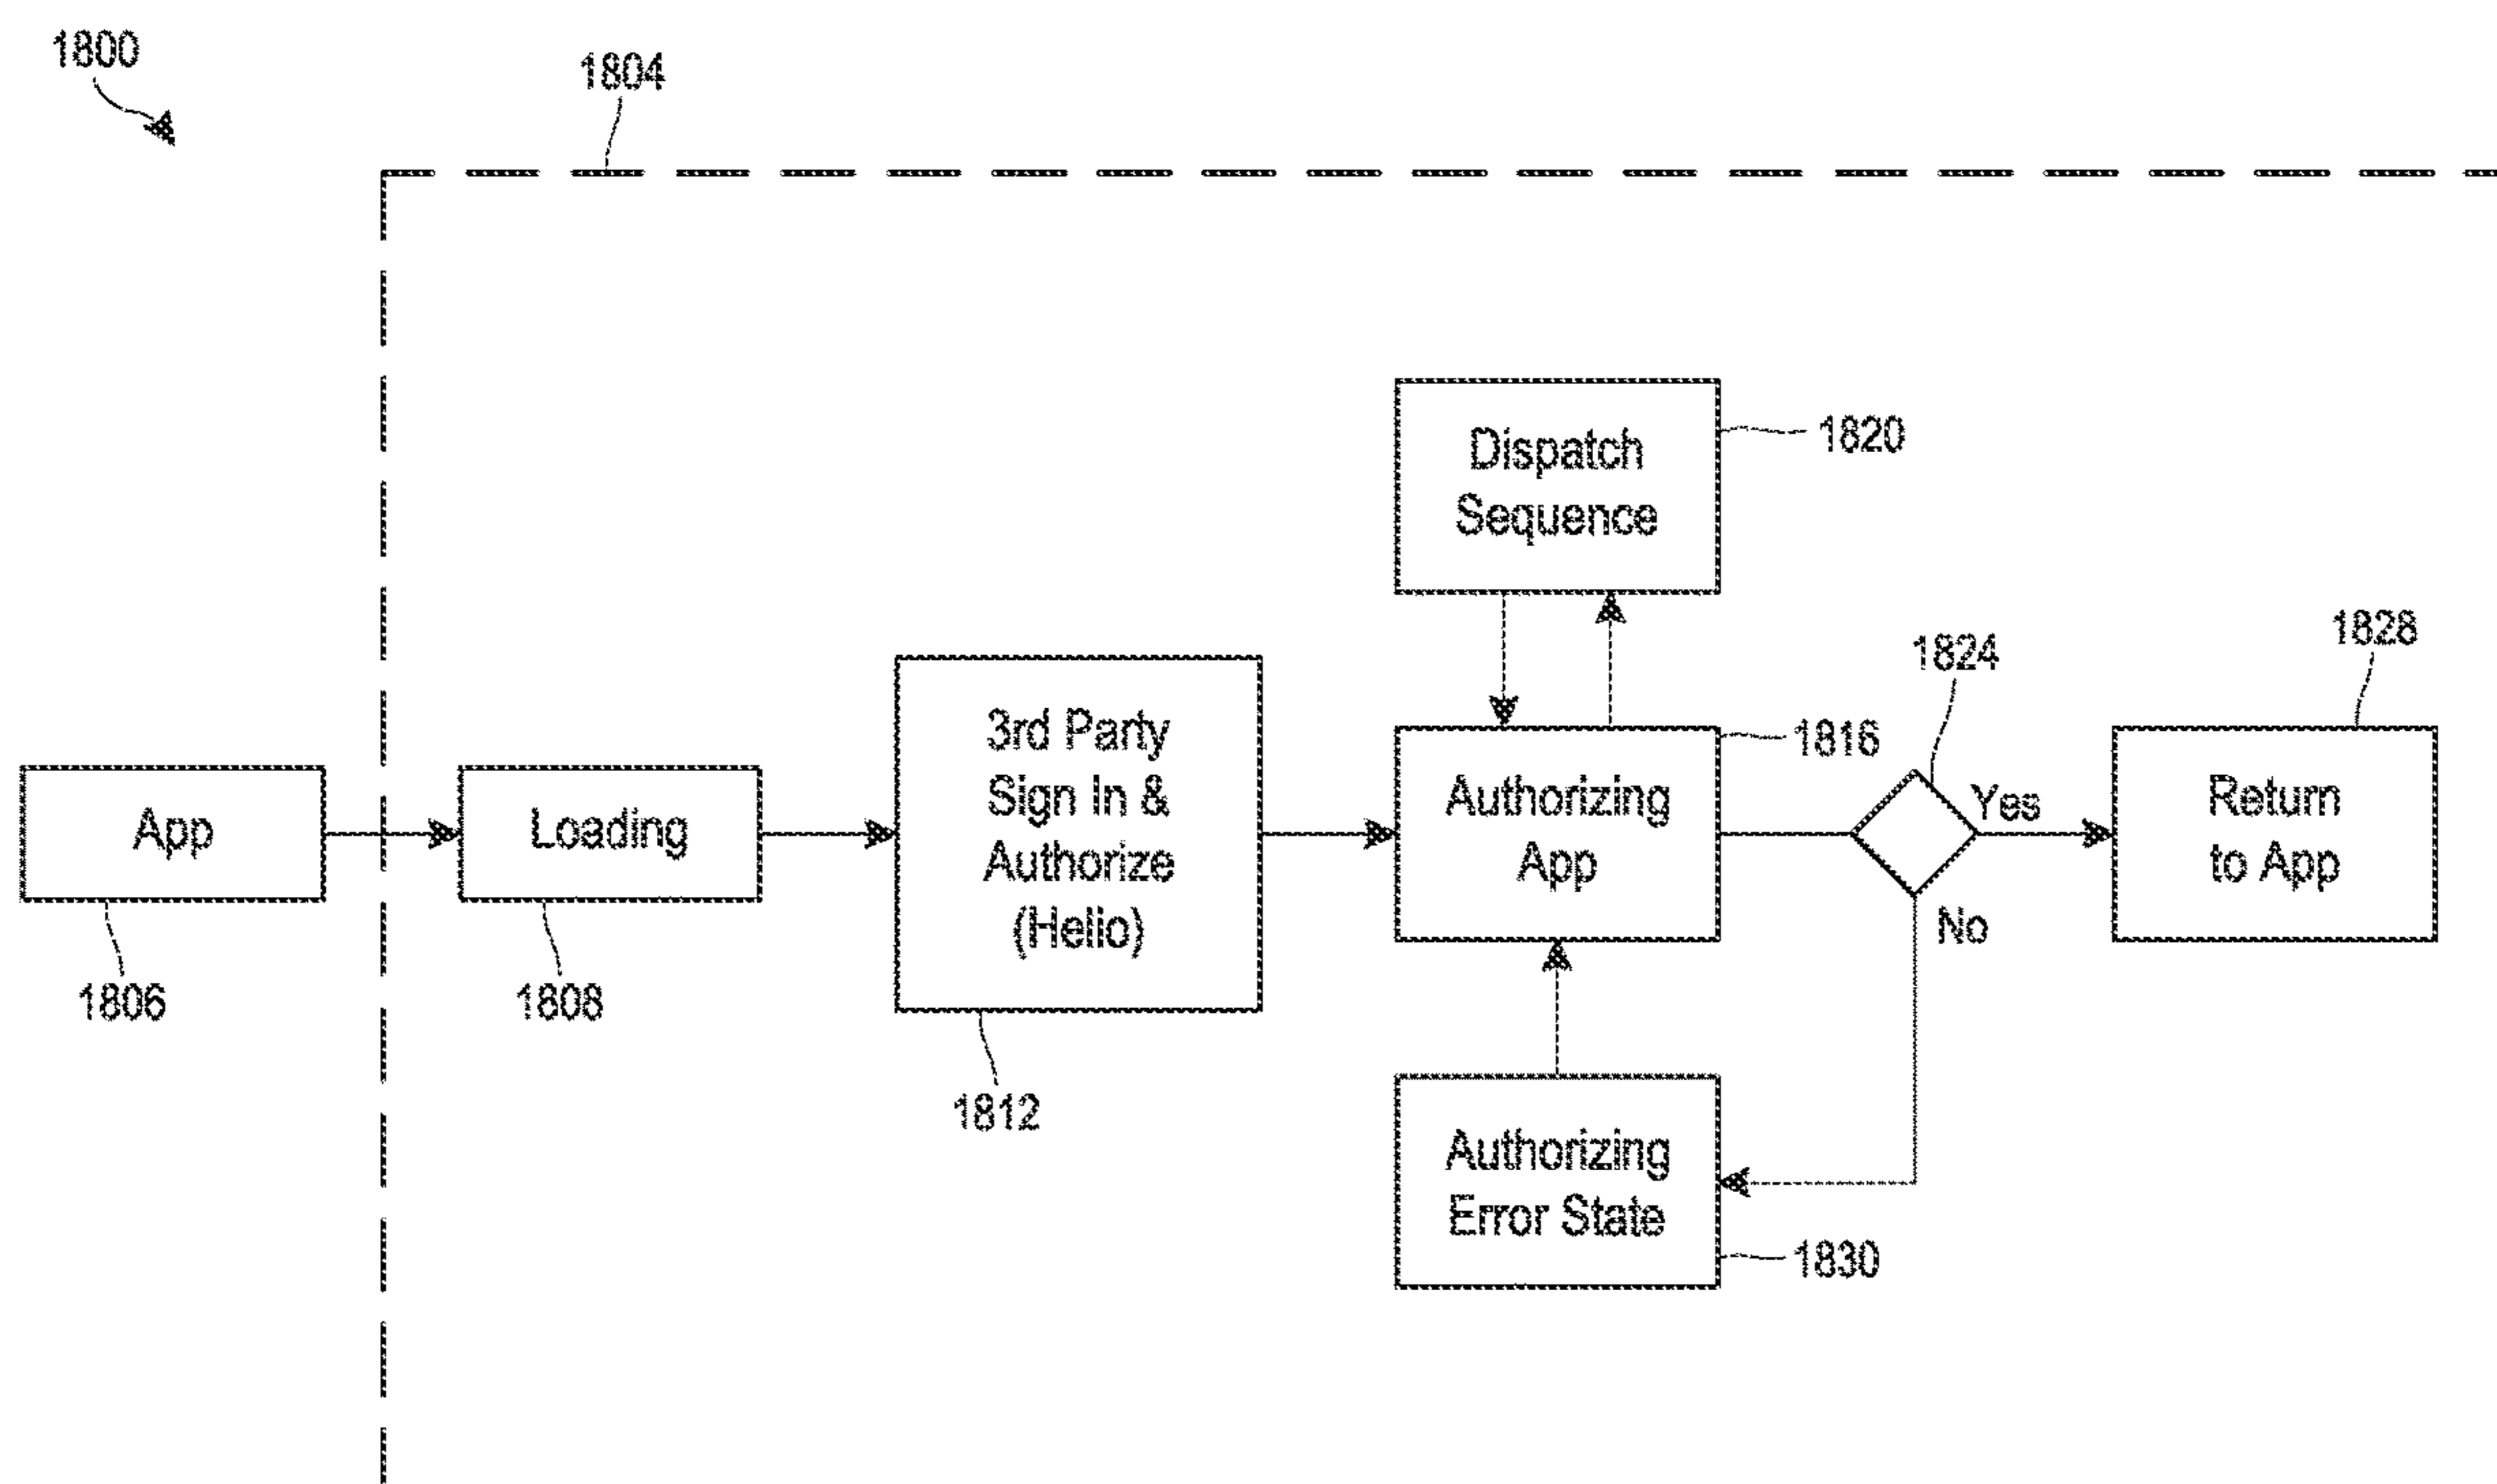 1800
1804
Dispatch
Sequence
1820
1828
1824
3rd Party
Sign In &
Authorize
(Hello)
1816
App
Loading
Authorizing
App
Yes
Return
to App
No
1806
1808
1812
Authorizing
Error State
1830